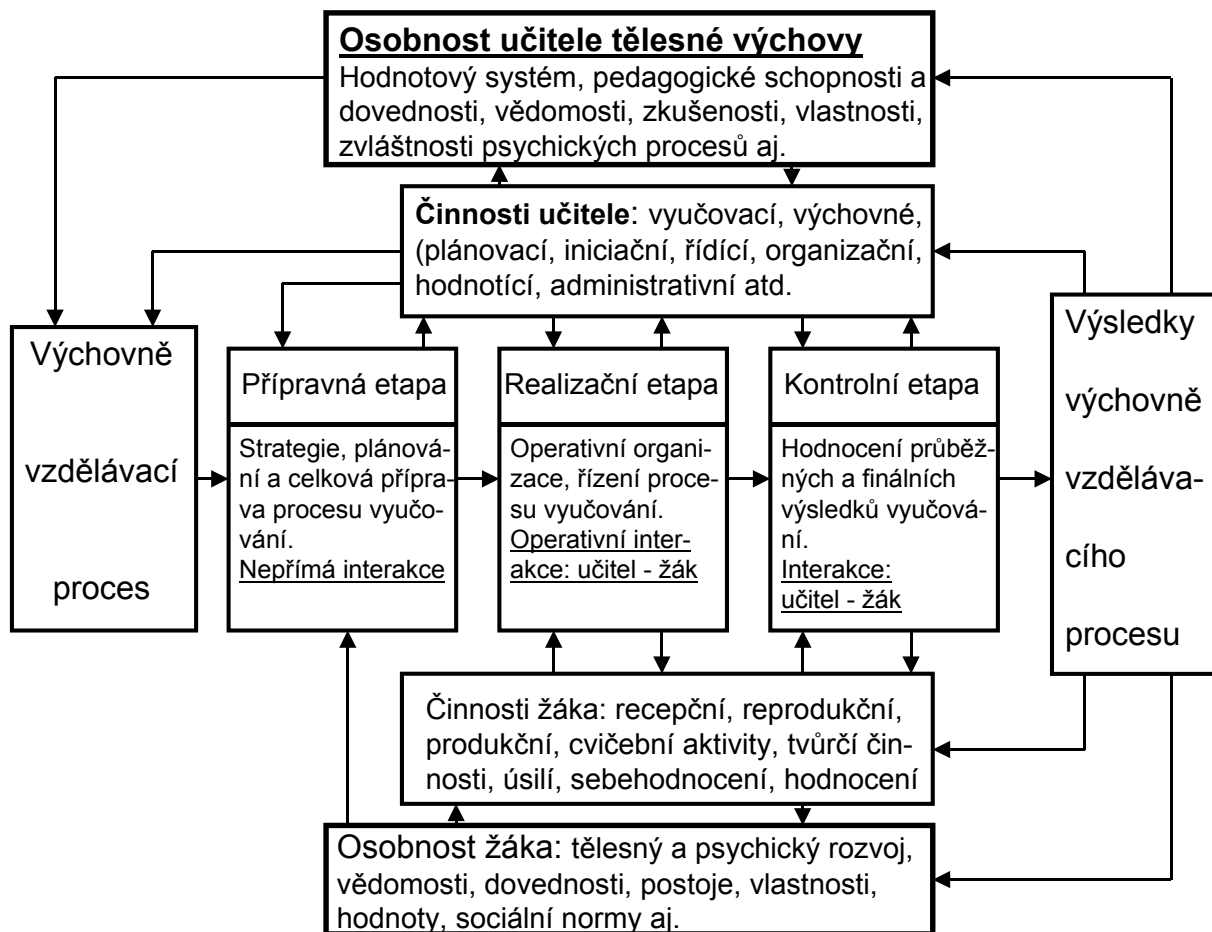 Osobnost učitele tělesné výchovy
Hodnotový systém, pedagogické schopnosti a
dovednosti, vědomosti, zkušenosti, vlastnosti,
zvláštnosti psychických procesů aj.
Činnosti učitele: vyučovací, výchovné,
(plánovací, iniciační, řídící, organizační,
hodnotící, administrativní atd.
Výchovně
vzdělávací
proces
Přípravná etapa
Strategie, plánová-
ní a celková přípra-
va procesu vyučo-
vání.
Nepřímá interakce
Realizační etapa
Operativní organi-
zace, řízení proce-
su vyučování.
Operativní inter-
akce: učitel - žák
Kontrolní etapa
Hodnocení průběž-
ných a finálních
výsledků vyučová-
ní.
Interakce:
učitel - žák
Výsledky
výchovně
vzděláva-
cího
procesu
Činnosti žáka: recepční, reprodukční,
produkční, cvičební aktivity, tvůrčí čin-
nosti, úsilí, sebehodnocení, hodnocení
Osobnost žáka: tělesný a psychický rozvoj,
vědomosti, dovednosti, postoje, vlastnosti,
hodnoty, sociální normy aj.